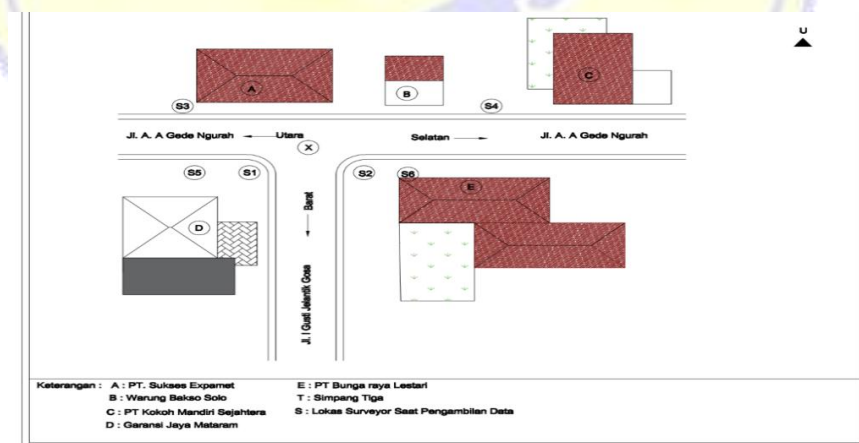 U
A
B
C
S3
S4
Jl. A. A Gede Ngurah
Utara
Selatan
Jl. A. A Gede Ngurah
X
S5
S1
S2
S6
E
D
Barat
Jl. I Gusti Jelantik Gosa
Keterangan : A : PT. Sukses Expamet
B : Warung Bakso Solo
C : PT Kokoh Mandiri Sejahtera
D : Garansi Jaya Mataram
E : PT Bunga raya Lestari
T : Simpang Tiga
S : Lokas Surveyor Saat Pengambilan Data